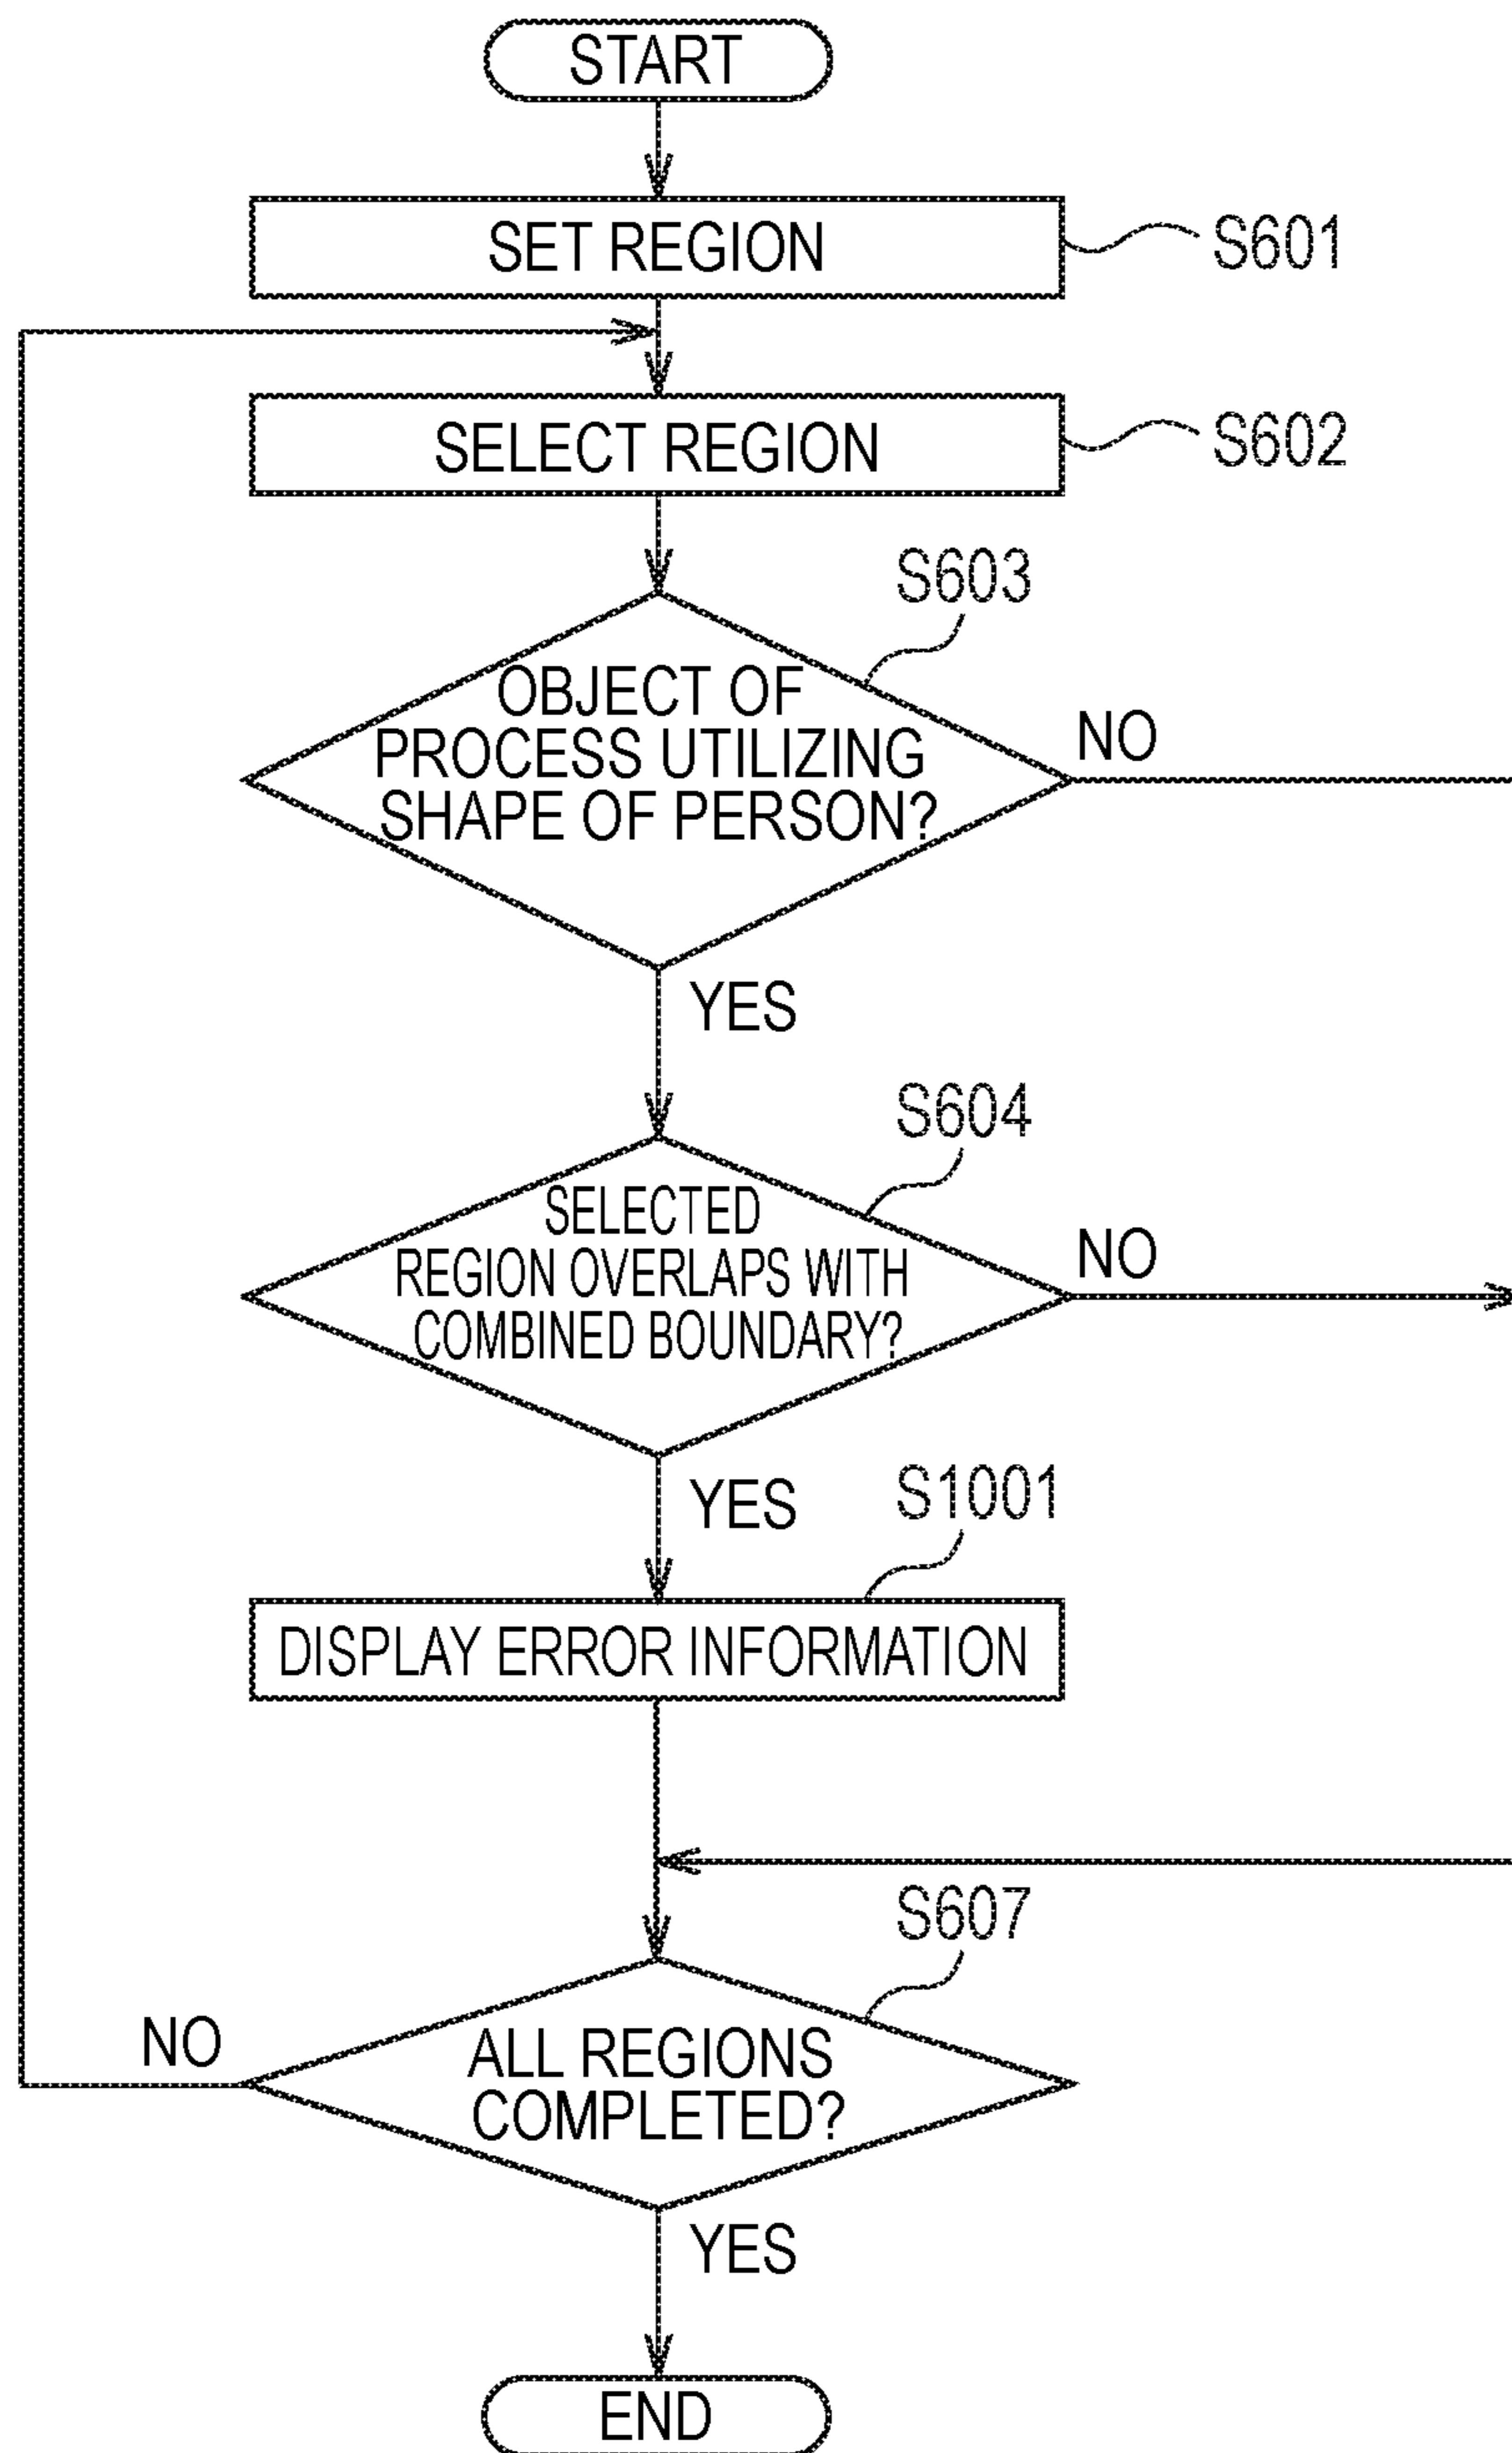 START
SET REGION
S601
SELECT REGION
S602
S603
OBJECT OF
PROCESS UTILIZING
SHAPE OF PERSON?
NO
YES
S604
SELECTED
REGION OVERLAPS WITH
COMBINED BOUNDARY?
NO
YES
S1001
DISPLAY ERROR INFORMATION
S607
NO
ALL REGIONS
COMPLETED?
YES
END